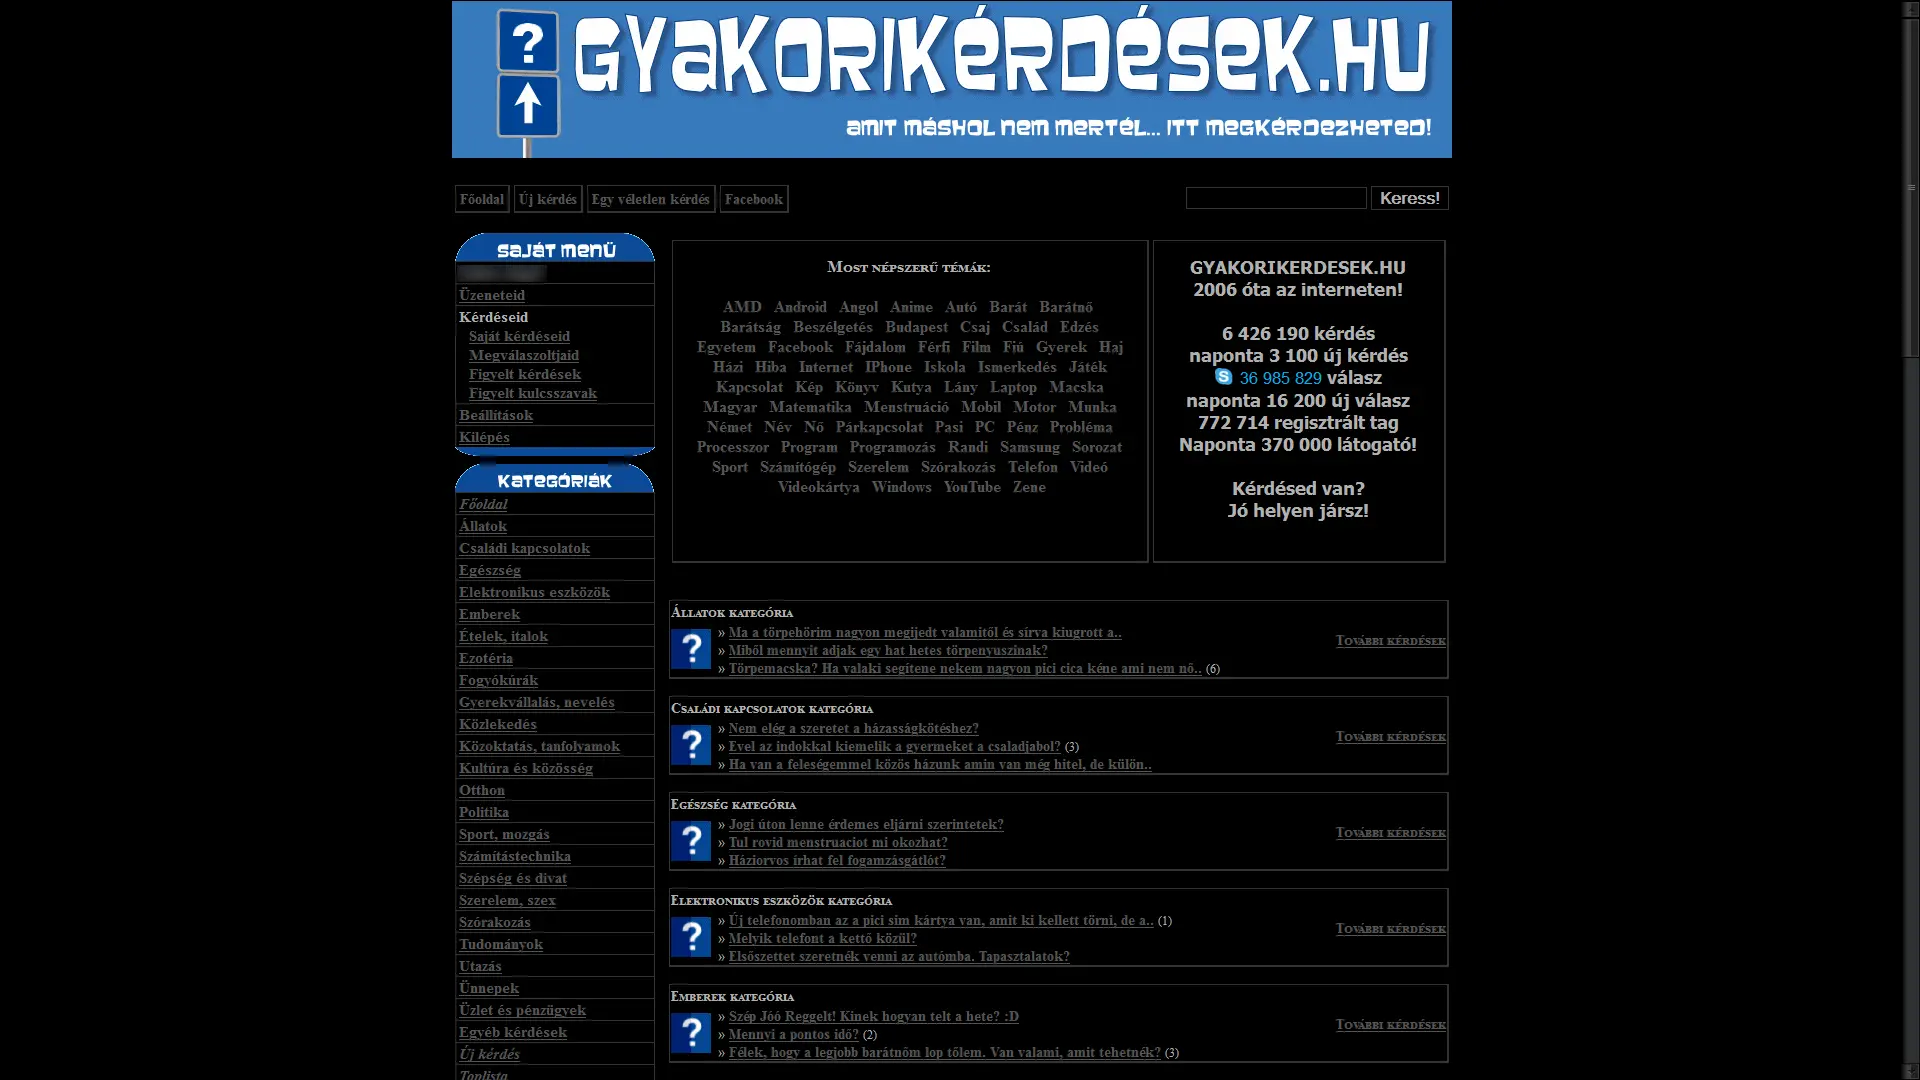 ?
GYAKORIKÉRDÉSEK.HU
AMIT MÁSHOL NEM MERTÉL... ITT MEGKÉRDEZHETED!
Főoldal Új kérdés Egy véletlen kérdés Facebook Keress!
SAJÁT MENÜ
Üzeneteid
Kérdéseid
Saját kérdéseid
Megválaszoltjaid
Figyelt kérdések
Figyelt kulcsszavak
Beállítások
Kilépés
KATEGÓRIÁK
Főoldal
Állatok
Családi kapcsolatok
Egészség
Elektronikus eszközök
Emberek
Ételek, italok
Ezotéria
Fogyókúrák
Gyerekvállalás, nevelés
Közlekedés
Közoktatás, tanfolyamok
Kultúra és közösség
Otthon
Politika
Sport, mozgás
Számítástechnika
Szépség és divat
Szerelem, szex
Szórakozás
Tudományok
Utazás
Ünnepek
Üzlet és pénzügyek
Egyéb kérdések
Új kérdés
Toplista
Most népszerű témák:
AMD Android Angol Anime Autó Barát Barátnő
Barátság Beszélgetés Budapest Csaj Család Edzés
Egyetem Facebook Fájdalom Férfi Film Fiú Gyerek Haj
Házi Hiba Internet IPhone Iskola Ismerkedés Játék
Kapcsolat Kép Könyv Kutya Lány Laptop Macska
Magyar Matematika Menstruáció Mobil Motor Munka
Német Név Nő Párkapcsolat Pasi PC Pénz Probléma
Processzor Program Programozás Randi Samsung Sorozat
Sport Számítógép Szerelem Szórakozás Telefon Videó
Videokártya Windows YouTube Zene
GYAKORIKERDESEK.HU
2006 óta az interneten!
6 426 190 kérdés
naponta 3 100 új kérdés
36 985 829 válasz
naponta 16 200 új válasz
772 714 regisztrált tag
Naponta 370 000 látogató!
Kérdésed van?
Jó helyen jársz!
Állatok kategória
» Ma a törpehörim nagyon megijedt valamitől és sírva kiugrott a..
» Miből mennyit adjak egy hat hetes törpenyuszinak?
» Törpemacska? Ha valaki segítene nekem nagyon pici cica kéne ami nem nő.. (6)
További kérdések
Családi kapcsolatok kategória
» Nem elég a szeretet a házasságkötéshez?
» Evel az indokkal kiemelik a gyermeket a csaladjabol? (3)
» Ha van a feleségemmel közös házunk amin van még hitel, de külön..
További kérdések
Egészség kategória
» Jogi úton lenne érdemes eljárni szerintetek?
» Tul rovid menstruaciot mi okozhat?
» Háziorvos írhat fel fogamzásgátlót?
További kérdések
Elektronikus eszközök kategória
» Új telefonomban az a pici sim kártya van, amit ki kellett törni, de a.. (1)
» Melyik telefont a kettő közül?
» Elsőszettet szeretnék venni az autómba. Tapasztalatok?
További kérdések
Emberek kategória
» Szép Jóó Reggelt! Kinek hogyan telt a hete? :D
» Mennyi a pontos idő? (2)
» Félek, hogy a legjobb barátnőm lop tőlem. Van valami, amit tehetnék? (3)
További kérdések